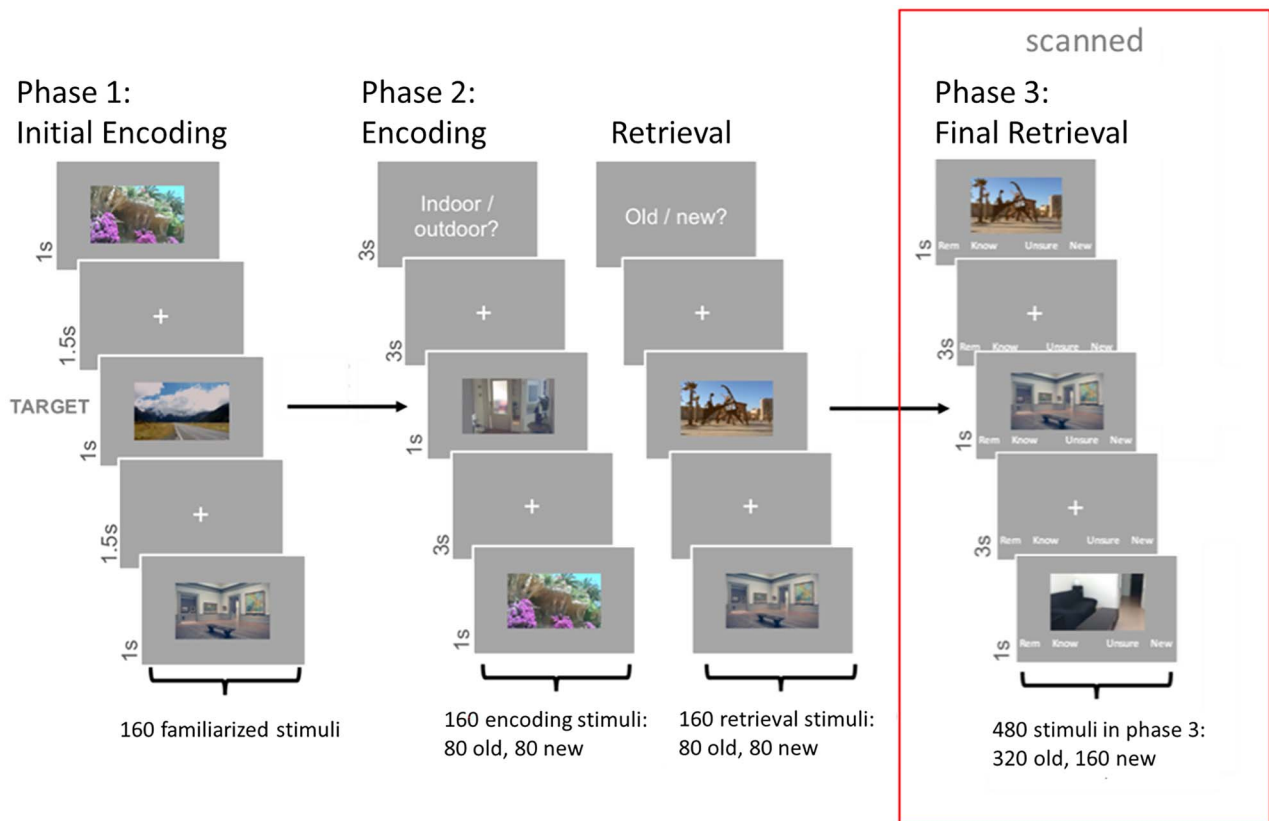 scanned
Phase 1:
Initial Encoding
1s
1.5s
TARGET
1s
1.5s
1s
160 familiarized stimuli
Phase 2:
Encoding
Indoor /
outdoor?
3s
+
3s
1s
+
3s
1s
160 encoding stimuli:
80 old, 80 new
Retrieval
Old / new?
+
+
160 retrieval stimuli:
80 old, 80 new
Phase 3:
Final Retrieval
Rem Know Unsure New
1s
+
Rem Know Unsure New
3s
Rem Know Unsure New
1s
+
Rem Know Unsure New
3s
Rem Know Unsure New
1s
480 stimuli in phase 3:
320 old, 160 new